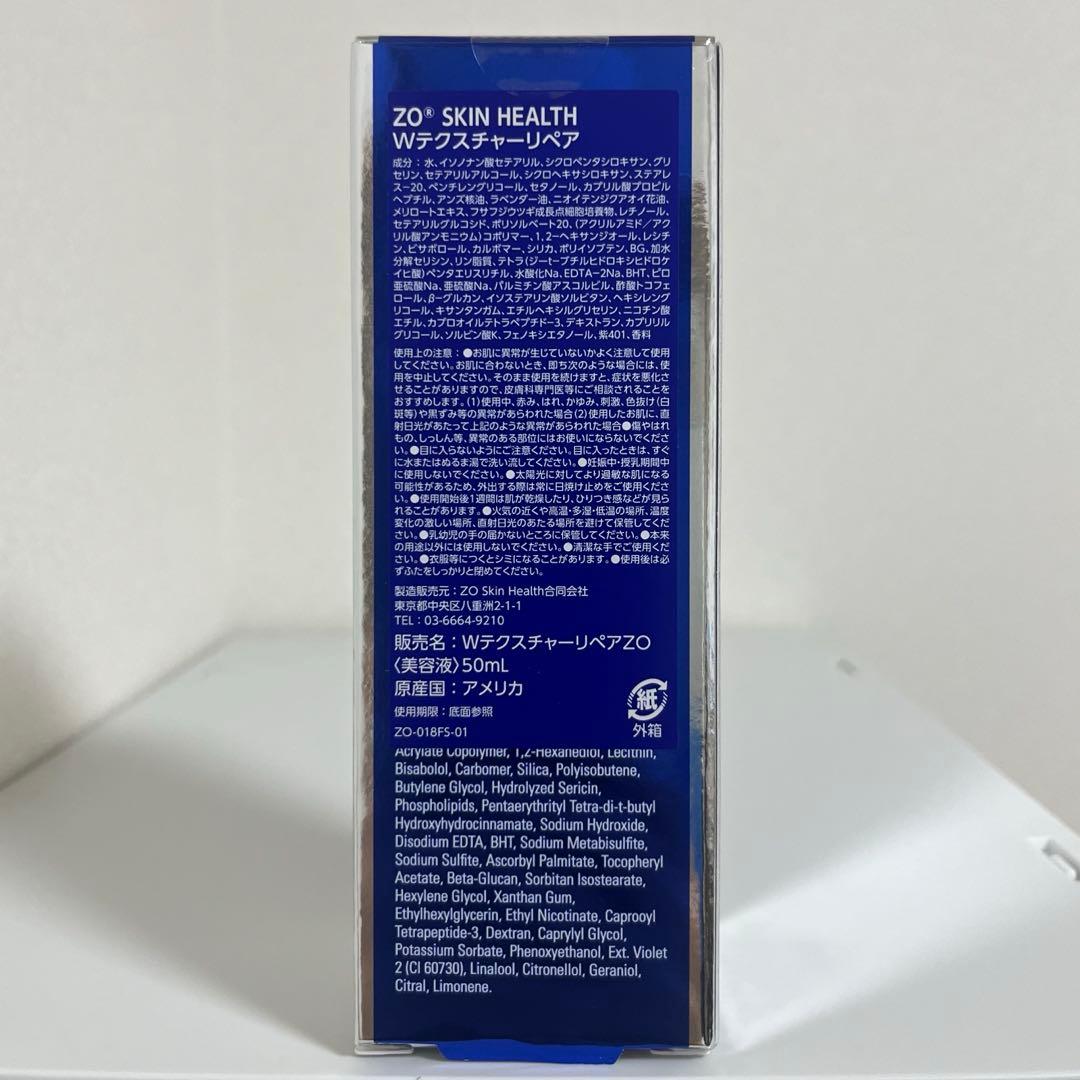 ZO® SKIN HEALTH
Wテクスチャーリペア
成分：水、イソノナン酸セテアリル、シクロペンタシロキサン、グリ
セリン、セテアリルアルコール、シクロヘキサシロキサン、ステアレ
ス-20、ペンチレングリコール、セタノール、カプリル酸プロピル
ヘプチル、アンズ核油、ラベンダー油、ニオイテンジクアオイ花油、
メリロートエキス、フサフジウツギ成長点細胞培養物、レチノール、
セテアリルグルコシド、ポリソルベート20、(アクリルアミド／アク
リル酸アンモニウム)コポリマー、1，2-ヘキサンジオール、レシチ
ン、ビサボロール、カルボマー、シリカ、ポリイソブテン、BG、加水
分解セリシン、リン脂質、テトラ(ジ-t-ブチルヒドロキシヒドロケ
イヒ酸)ペンタエリスリチル、水酸化Na、EDTA-2Na、BHT、ピロ
亜硫酸Na、亜硫酸Na、パルミチン酸アスコルビル、酢酸トコフェ
ロール、β-グルカン、イソステアリン酸ソルビタン、ヘキシレング
リコール、キサンタンガム、エチルヘキシルグリセリン、ニコチン酸
エチル、カプロオイルテトラペプチド-3、デキストラン、カプリリル
グリコール、ソルビン酸K、フェノキシエタノール、紫401、香料
使用上の注意：●お肌に異常が生じていないかよく注意して使用
してください。お肌に合わないとき、即ち次のような場合には、使
用を中止してください。そのまま使用を続けますと、症状を悪化さ
せることがありますので、皮膚科専門医等にご相談されることを
おすすめします。(1)使用中、赤み、はれ、かゆみ、刺激、色抜け(白
斑等)や黒ずみ等の異常があらわれた場合(2)使用したお肌に、直
射日光があたって上記のような異常があらわれた場合●傷やはれ
もの、しっしん等、異常のある部位にはお使いにならないでくださ
い。●目に入らないようにご注意ください。目に入ったときは、すぐ
に水またはぬるま湯で洗い流してください。●妊娠中・授乳期間中
に使用しないでください。●太陽光に対してより過敏な肌になる
可能性があるため、外出する際は常に日焼け止めをご使用くださ
い。●使用開始後1週間は肌が乾燥したり、ひりつき感などが見ら
れることがあります。●火気の近くや高温・多湿・低温の場所、温度
変化の激しい場所、直射日光のあたる場所を避けて保管してくだ
さい。●乳幼児の手の届かないところに保管してください。●本来
の用途以外には使用しないでください。●清潔な手でご使用くだ
さい。●衣服等につくとシミになることがあります。●使用後は必
ずふたをしっかりと閉めてください。
製造販売元：ZO Skin Health合同会社
東京都中央区八重洲2-1-1
TEL：03-6664-9210
販売名：WテクスチャーリペアZO
〈美容液〉50mL
原産国：アメリカ
使用期限：底面参照
ZO-018FS-01
紙
外箱
Acrylate Copolymer, 1,2-Hexanediol, Lecithin,
Bisabolol, Carbomer, Silica, Polyisobutene,
Butylene Glycol, Hydrolyzed Sericin,
Phospholipids, Pentaerythrityl Tetra-di-t-butyl
Hydroxyhydrocinnamate, Sodium Hydroxide,
Disodium EDTA, BHT, Sodium Metabisulfite,
Sodium Sulfite, Ascorbyl Palmitate, Tocopheryl
Acetate, Beta-Glucan, Sorbitan Isostearate,
Hexylene Glycol, Xanthan Gum,
Ethylhexylglycerin, Ethyl Nicotinate, Caprooyl
Tetrapeptide-3, Dextran, Caprylyl Glycol,
Potassium Sorbate, Phenoxyethanol, Ext. Violet
2 (CI 60730), Linalool, Citronellol, Geraniol,
Citral, Limonene.